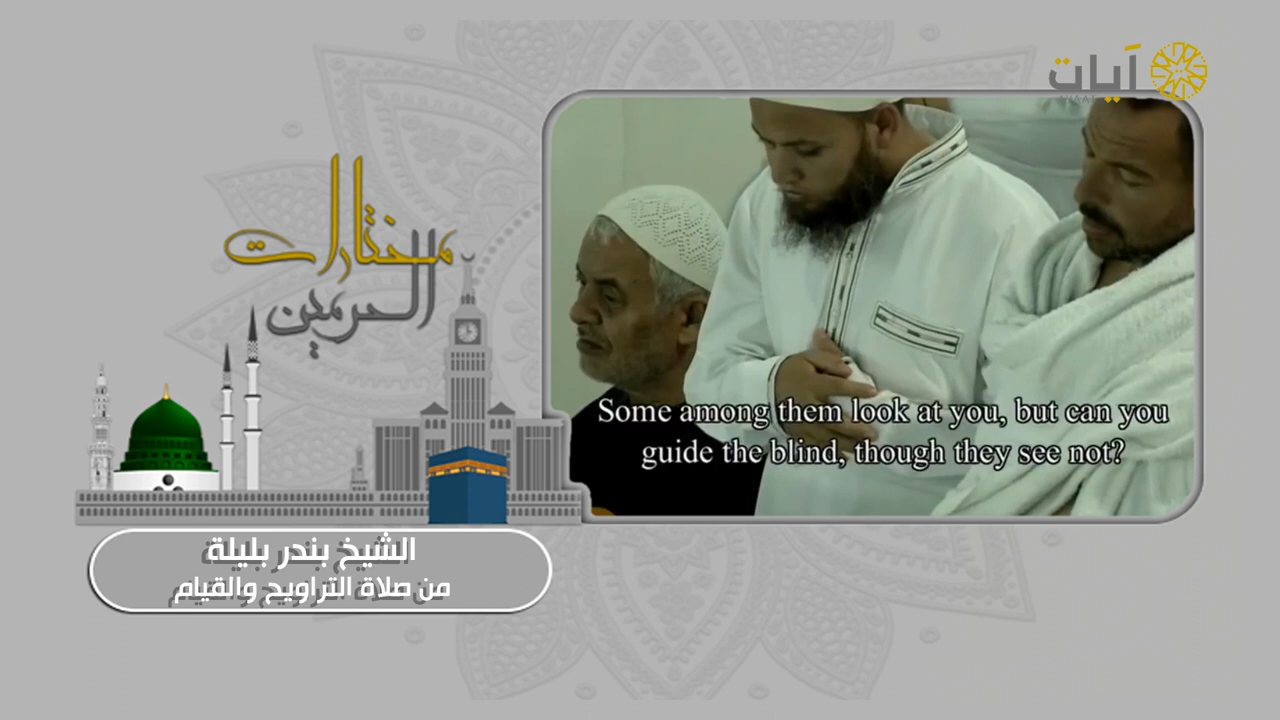 آيات
AYAAT
مختارات
الحرمين
Some among them look at you, but can you
guide the blind, though they see not?
الشيخ بندر بليلة
من صلاة التراويح والقيام